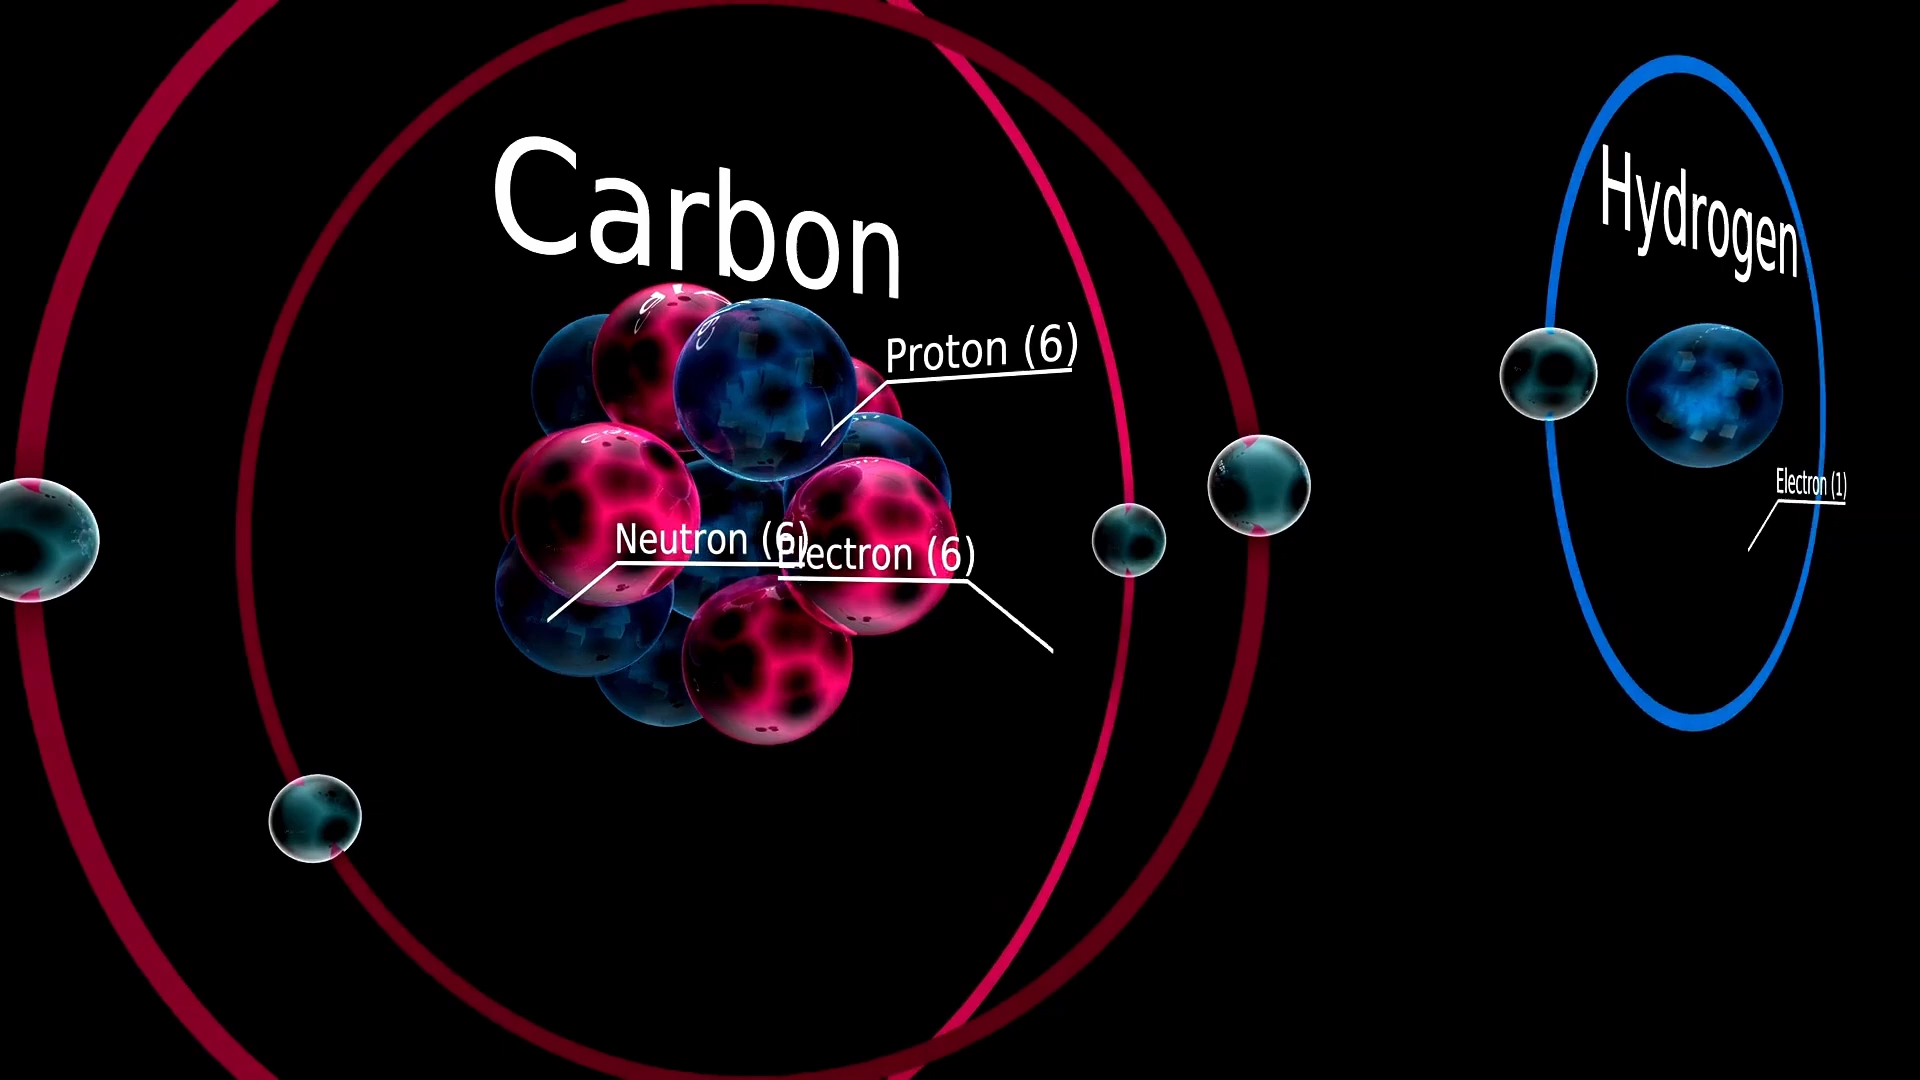 Carbon
Proton (6)
Neutron (6)
Electron (6)
Hydrogen
Electron (1)